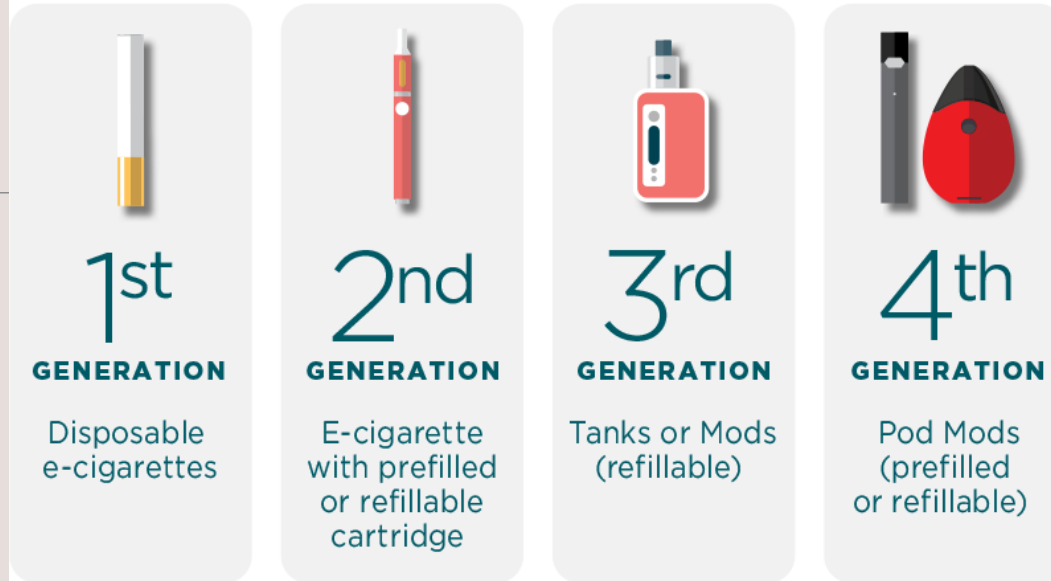 1st
GENERATION
Disposable
e-cigarettes
2nd
GENERATION
E-cigarette
with prefilled
or refillable
cartridge
3rd
GENERATION
Tanks or Mods
(refillable)
4th
GENERATION
Pod Mods
(prefilled
or refillable)